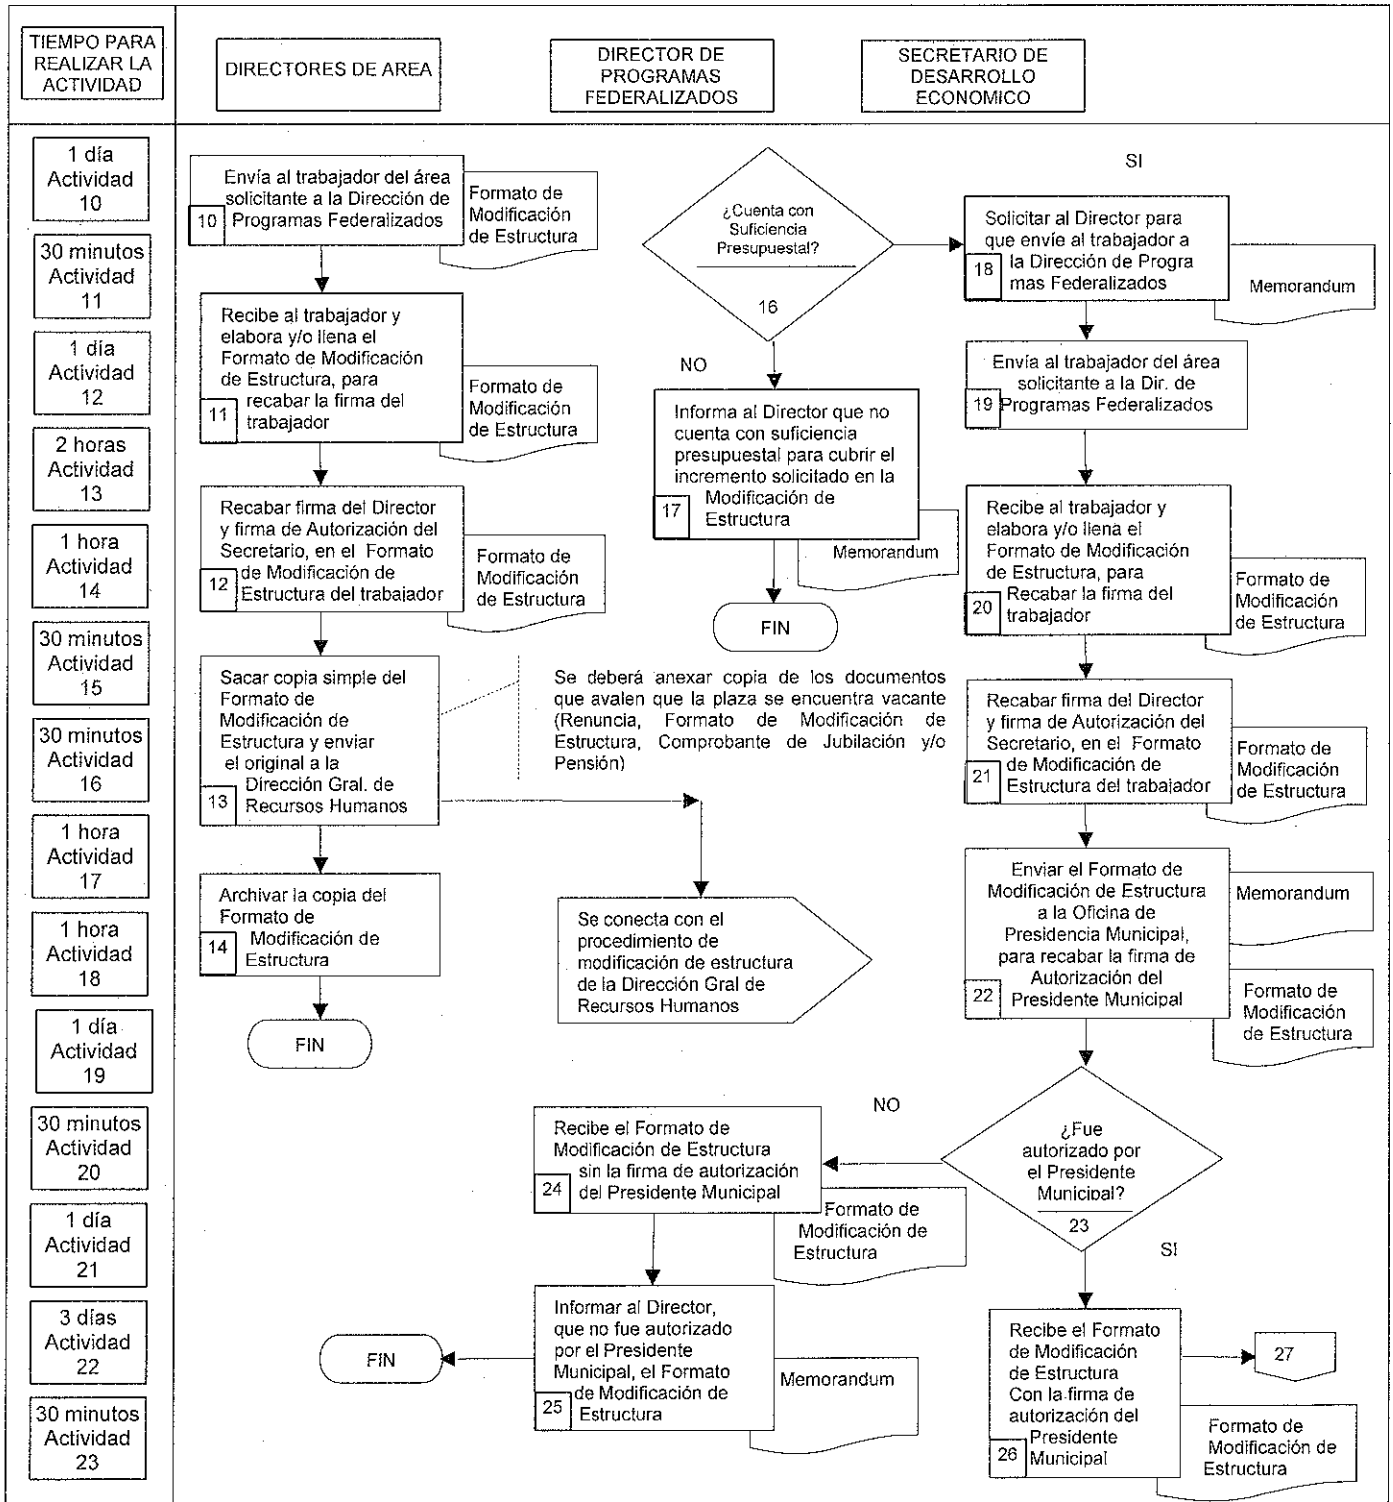 TIEMPO PARA
REALIZAR LA
ACTIVIDAD
DIRECTORES DE AREA
DIRECTOR DE
PROGRAMAS
FEDERALIZADOS
SECRETARIO DE
DESARROLLO
ECONOMICO
1 día
Actividad
10
30 minutos
Actividad
11
1 día
Actividad
12
2 horas
Actividad
13
1 hora
Actividad
14
30 minutos
Actividad
15
30 minutos
Actividad
16
1 hora
Actividad
17
1 hora
Actividad
18
1 día
Actividad
19
30 minutos
Actividad
20
1 día
Actividad
21
3 días
Actividad
22
30 minutos
Actividad
23
Envía al trabajador del área
solicitante a la Dirección de
10 Programas Federalizados
Formato de
Modificación
de Estructura
Recibe al trabajador y
elabora y/o llena el
Formato de Modificación
de Estructura, para
recabar la firma del
11 trabajador
Formato de
Modificación
de Estructura
Recabar firma del Director
y firma de Autorización del
Secretario, en el Formato
de Modificación de
12 Estructura del trabajador
Formato de
Modificación
de Estructura
Sacar copia simple del
Formato de
Modificación de
Estructura y enviar
el original a la
Dirección Gral. de
13 Recursos Humanos
Se deberá anexar copia de los documentos
que avalen que la plaza se encuentra vacante
(Renuncia, Formato de Modificación de
Estructura, Comprobante de Jubilación y/o
Pensión)
Archivar la copia del
Formato de
Modificación de
14 Estructura
FIN
Se conecta con el
procedimiento de
modificación de estructura
de la Dirección Gral de
Recursos Humanos
¿Cuenta con
Suficiencia
Presupuestal?
16
SI
NO
Informa al Director que no
cuenta con suficiencia
presupuestal para cubrir el
incremento solicitado en la
Modificación de
17 Estructura
Memorandum
FIN
Solicitar al Director para
que envíe al trabajador a
la Dirección de Progra
18 mas Federalizados
Memorandum
Envía al trabajador del área
solicitante a la Dir. de
19 Programas Federalizados
Recibe al trabajador y
elabora y/o llena el
Formato de Modificación
de Estructura, para
Recabar la firma del
20 trabajador
Formato de
Modificación
de Estructura
Recabar firma del Director
y firma de Autorización del
Secretario, en el Formato
de Modificación de
21 Estructura del trabajador
Formato de
Modificación
de Estructura
Enviar el Formato de
Modificación de Estructura
a la Oficina de
Presidencia Municipal,
para recabar la firma de
Autorización del
22 Presidente Municipal
Memorandum
Formato de
Modificación
de Estructura
¿Fue
autorizado por
el Presidente
Municipal?
23
NO
SI
Recibe el Formato de
Modificación de Estructura
sin la firma de autorización
24 del Presidente Municipal
Formato de
Modificación de
Estructura
Informar al Director,
que no fue autorizado
por el Presidente
Municipal, el Formato
de Modificación de
25 Estructura
Memorandum
FIN
Recibe el Formato
de Modificación
de Estructura
Con la firma de
autorización del
Presidente
26 Municipal
Formato de
Modificación de
Estructura
27